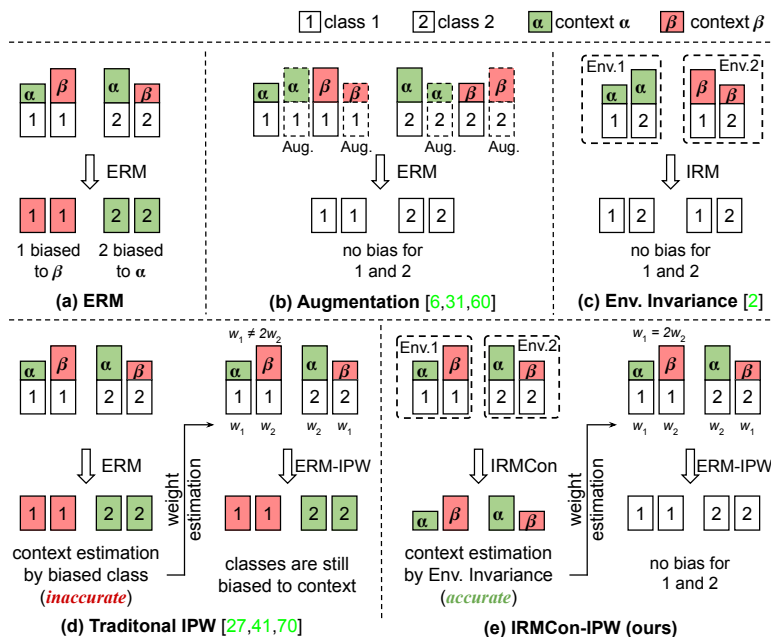 1 class 1 2 class 2 α context α β context β
α β α β
1 1 2 2
ERM
1 1 2 2
1 biased to β
2 biased to α
(a) ERM
α α β β α α β β
1 1 1 1 2 2 2 2
Aug. Aug. Aug. Aug.
ERM
1 1 2 2
no bias for
1 and 2
(b) Augmentation [6,31,60]
Env.1 Env.2
α α β β
1 2 1 2
IRM
1 2 1 2
no bias for
1 and 2
(c) Env. Invariance [2]
α β α β
1 1 2 2
ERM
1 1 2 2
context estimation
by biased class
(inaccurate)
weight
estimation
w₁ ≠ 2w₂
α β α β
1 1 2 2
w₁ w₂ w₂ w₁
ERM-IPW
1 1 2 2
classes are still
biased to context
(d) Traditonal IPW [27,41,70]
Env.1 Env.2
α β α β
1 1 2 2
IRMCon
α β α β
context estimation
by Env. Invariance
(accurate)
weight
estimation
w₁ = 2w₂
α β α β
1 1 2 2
w₁ w₂ w₂ w₁
ERM-IPW
1 1 2 2
no bias for
1 and 2
(e) IRMCon-IPW (ours)